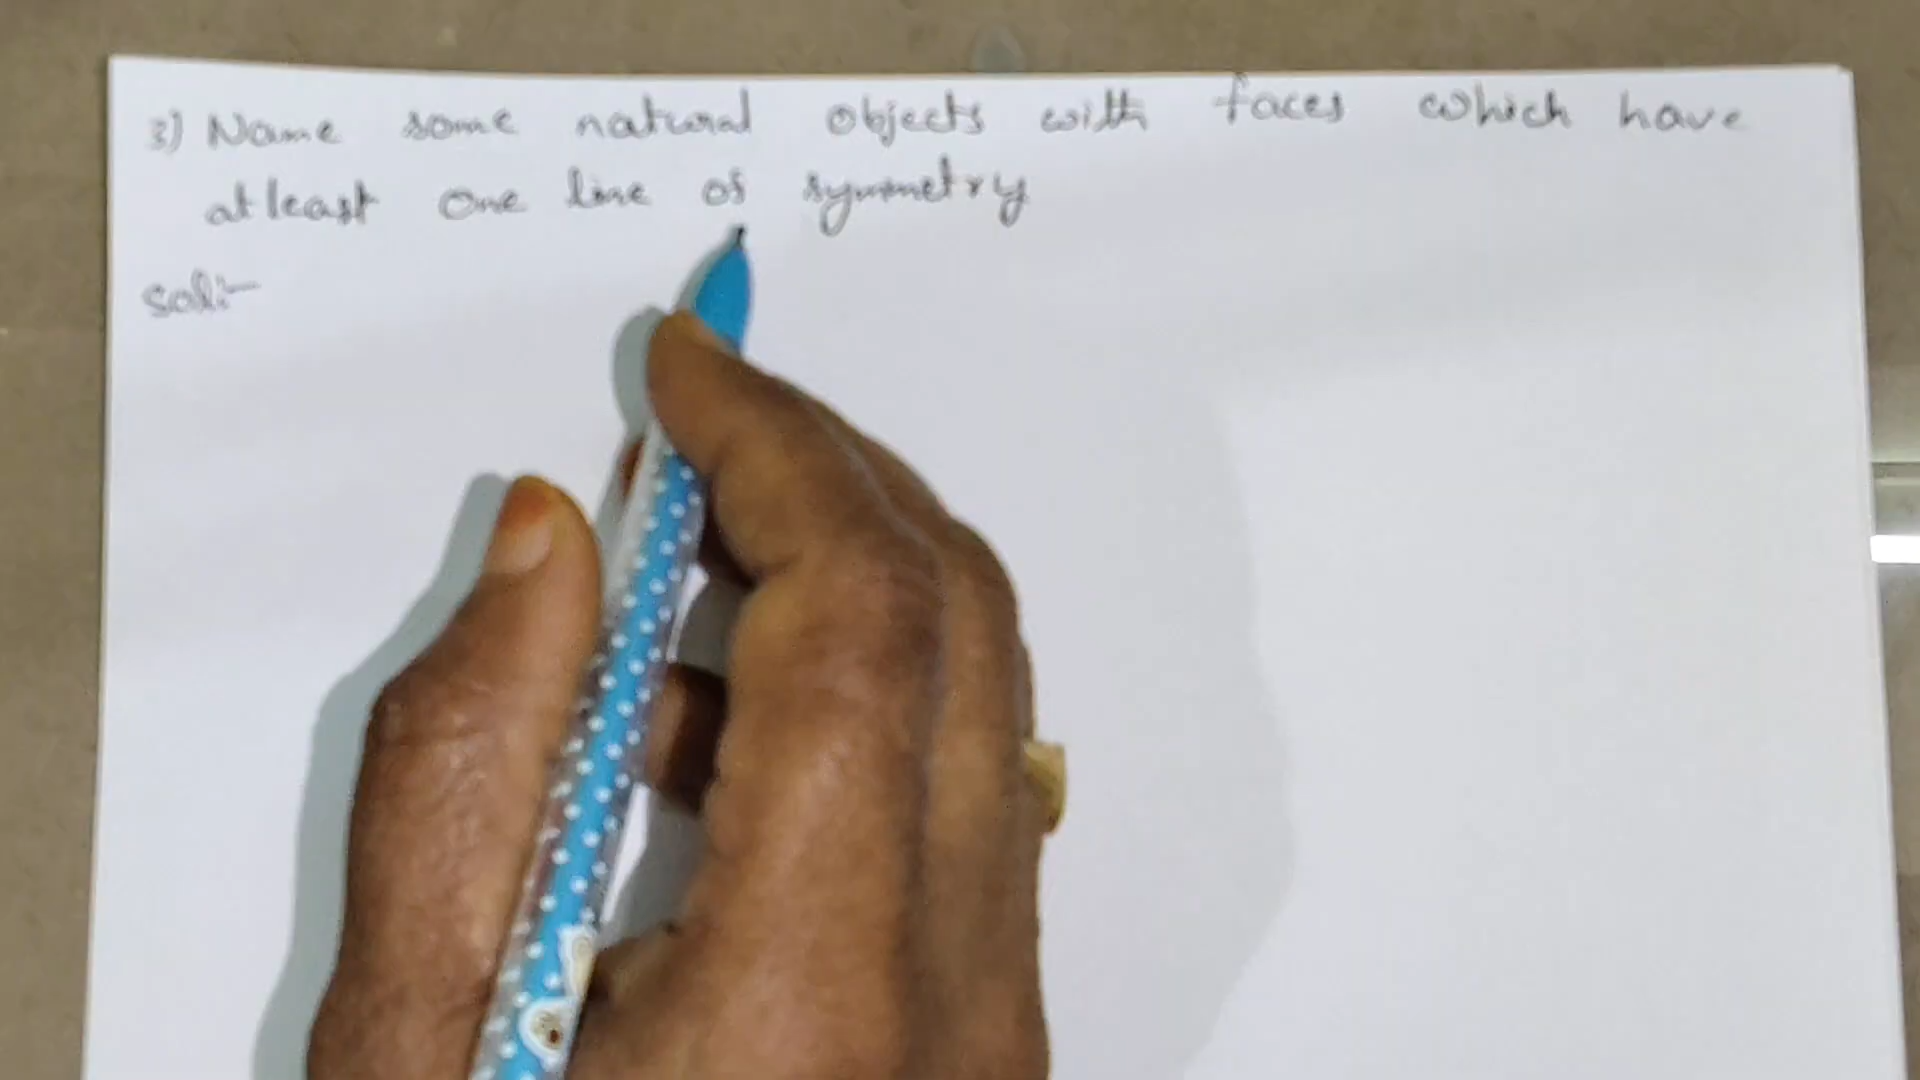 3) Name some natural objects with faces which have
atleast one line of symmetry
Sol:-